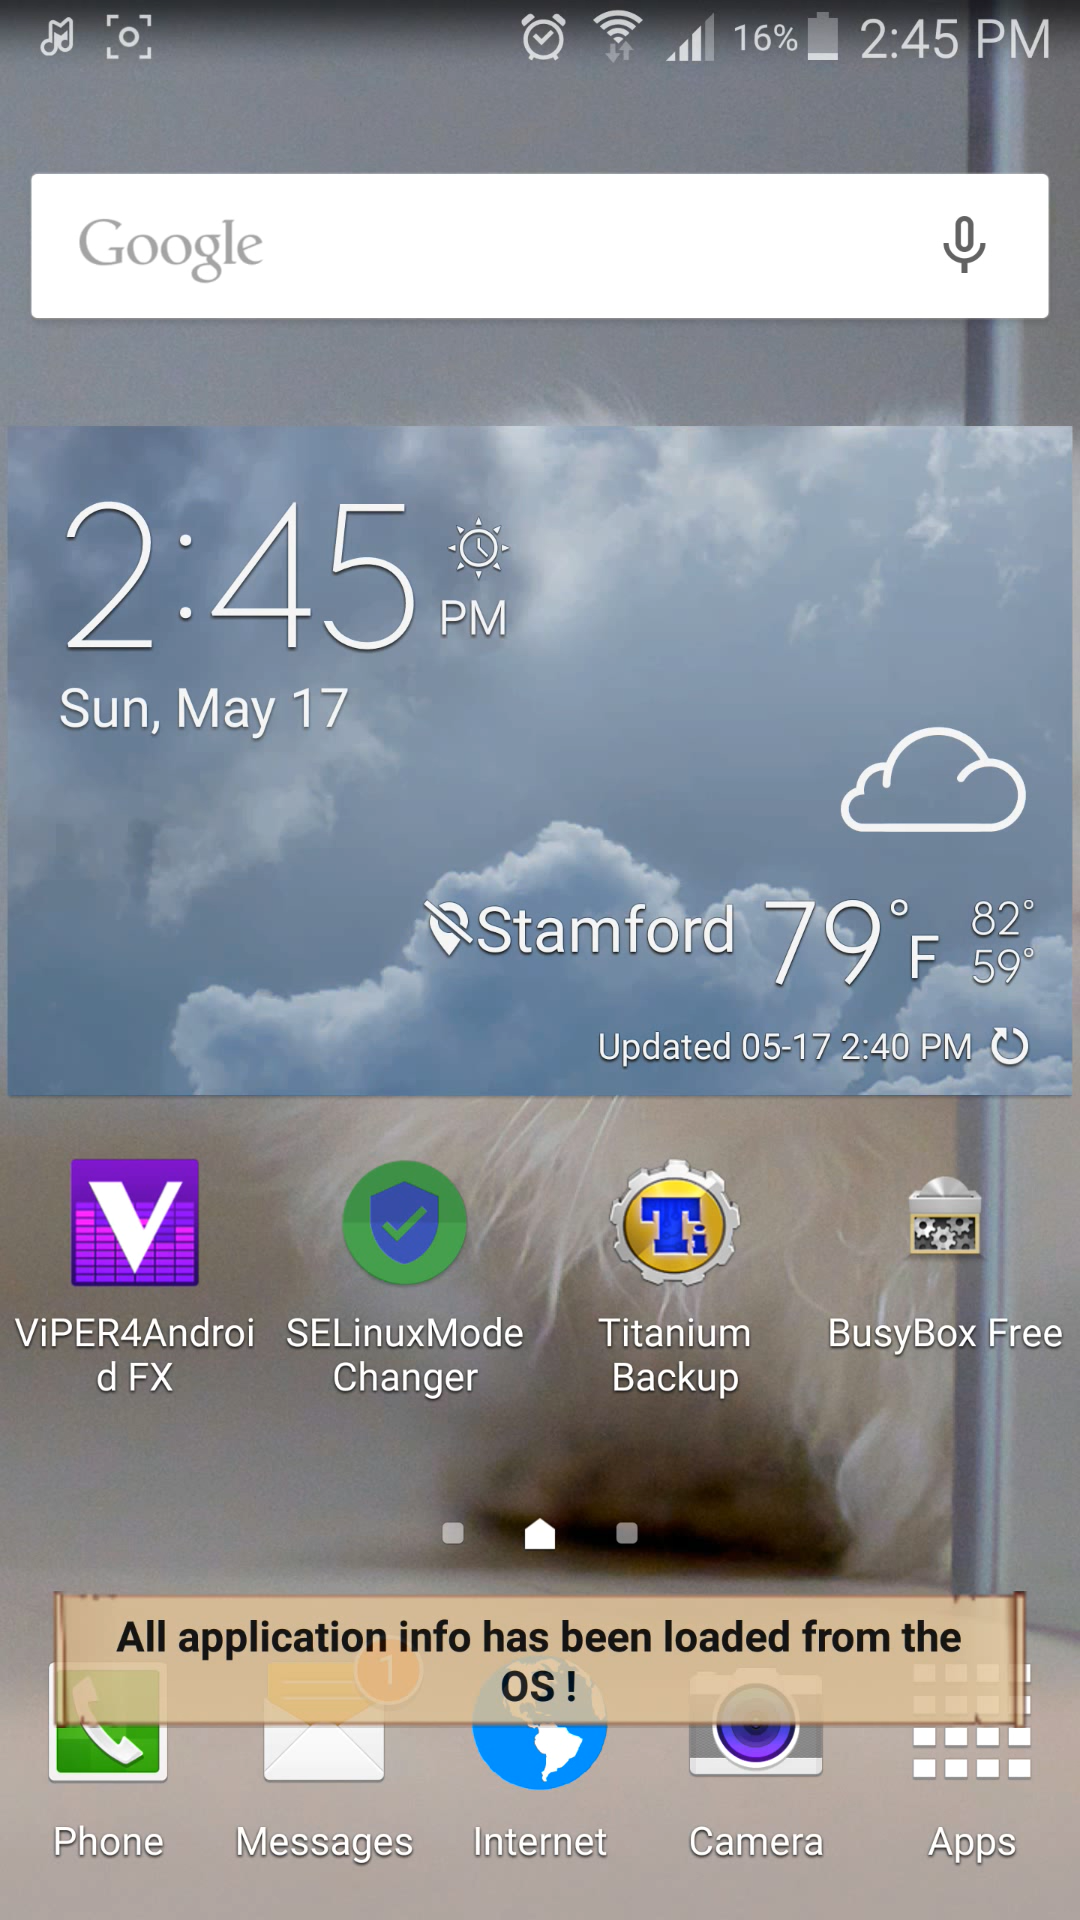 16% 2:45 PM
Google
2:45 PM
Sun, May 17
Stamford 79°F 82°
59°
Updated 05-17 2:40 PM
ViPER4Androi
d FX
SELinuxMode
Changer
Titanium
Backup
BusyBox Free
All application info has been loaded from the
OS !
1
Phone
Messages
Internet
Camera
Apps